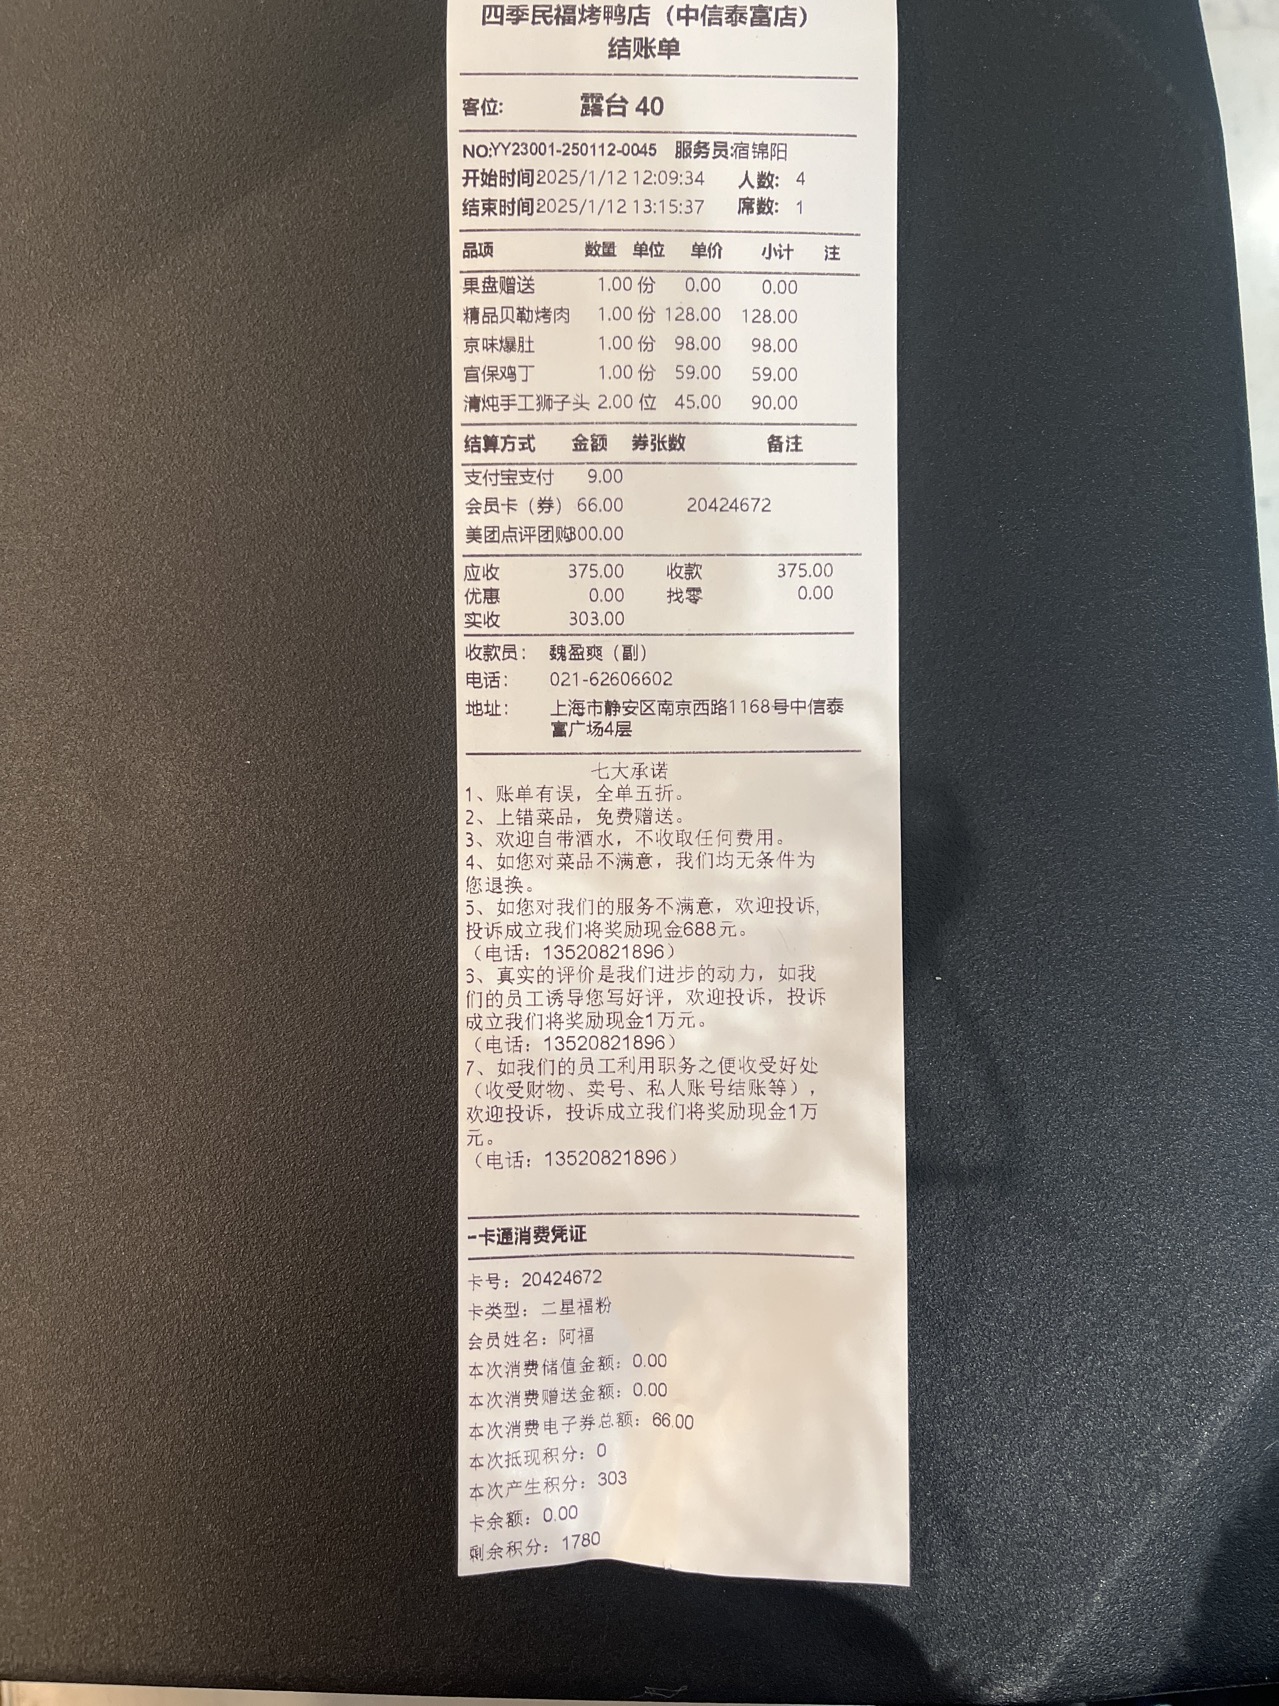 四季民福烤鸭店（中信泰富店）
结账单
客位: 露台 40
NO:YY23001-250112-0045 服务员:宿锦阳
开始时间2025/1/12 12:09:34 人数: 4
结束时间2025/1/12 13:15:37 席数: 1
品项 数量 单位 单价 小计 注
果盘赠送 1.00 份 0.00 0.00
精品贝勒烤肉 1.00 份 128.00 128.00
京味爆肚 1.00 份 98.00 98.00
宫保鸡丁 1.00 份 59.00 59.00
清炖手工狮子头 2.00 位 45.00 90.00
结算方式 金额 券张数 备注
支付宝支付 9.00
会员卡（券）66.00 20424672
美团点评团购300.00
应收 375.00 收款 375.00
优惠 0.00 找零 0.00
实收 303.00
收款员: 魏盈爽（副）
电话: 021-62606602
地址: 上海市静安区南京西路1168号中信泰
富广场4层
七大承诺
1、账单有误，全单五折。
2、上错菜品，免费赠送。
3、欢迎自带酒水，不收取任何费用。
4、如您对菜品不满意，我们均无条件为
您退换。
5、如您对我们的服务不满意，欢迎投诉,
投诉成立我们将奖励现金688元。
（电话：13520821896）
6、真实的评价是我们进步的动力，如我
们的员工诱导您写好评，欢迎投诉，投诉
成立我们将奖励现金1万元。
（电话：13520821896）
7、如我们的员工利用职务之便收受好处
（收受财物、卖号、私人账号结账等），
欢迎投诉，投诉成立我们将奖励现金1万
元。
（电话：13520821896）
一卡通消费凭证
卡号：20424672
卡类型：二星福粉
会员姓名：阿福
本次消费储值金额：0.00
本次消费赠送金额：0.00
本次消费电子券总额：66.00
本次抵现积分：0
本次产生积分：303
卡余额：0.00
剩余积分：1780